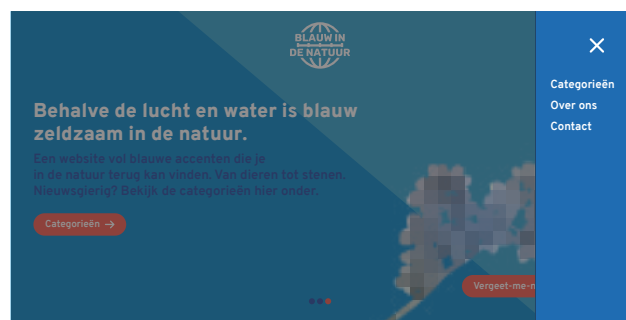 BLAUW IN
DE NATUUR
Categorieën
Over ons
Contact
Behalve de lucht en water is blauw
zeldzaam in de natuur.
Een website vol blauwe accenten die je
in de natuur terug kan vinden. Van dieren tot stenen.
Nieuwsgierig? Bekijk de categorieën hier onder.
Categorieën →
Vergeet-me-n